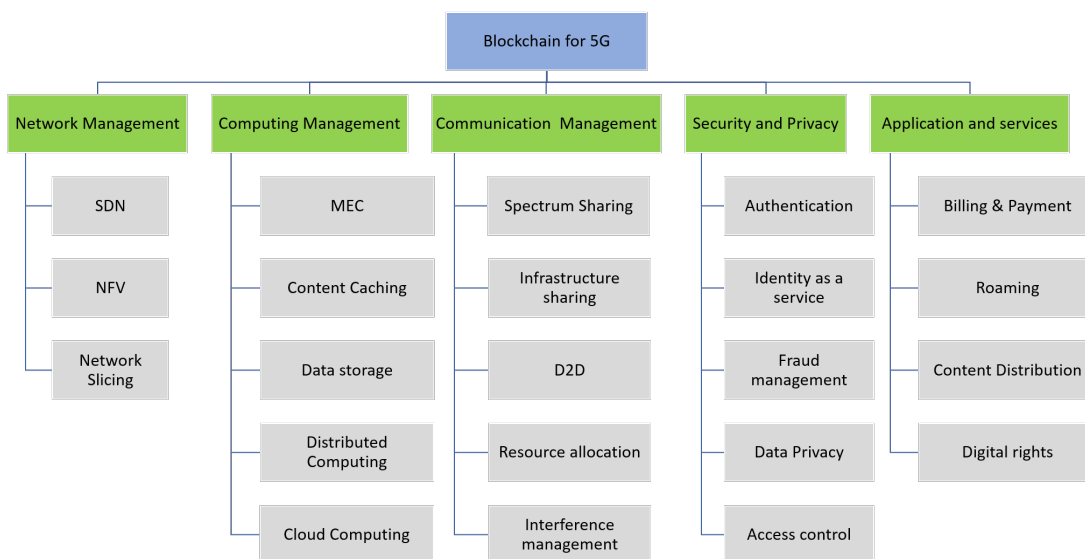 Blockchain for 5G
Network Management
Computing Management
Communication  Management
Security and Privacy
Application and services
SDN
MEC
Spectrum Sharing
Authentication
Billing & Payment
NFV
Content Caching
Infrastructure
sharing
Identity as a
service
Roaming
Network
Slicing
Data storage
D2D
Fraud
management
Content Distribution
Distributed
Computing
Resource allocation
Data Privacy
Digital rights
Cloud Computing
Interference
management
Access control